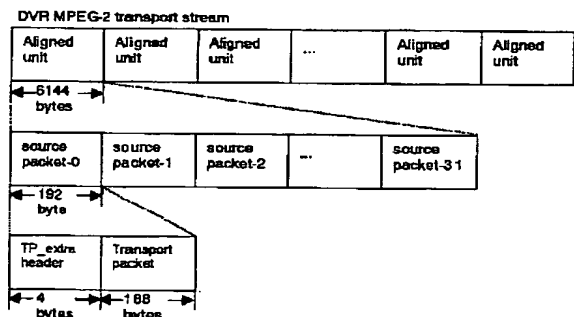 DVR MPEG-2 transport stream
Aligned unit Aligned unit Aligned unit ... Aligned unit Aligned unit
6144 bytes
source packet-0 source packet-1 source packet-2 ... source packet-31
192 byte
TP_extra header Transport packet
4 bytes 188 bytes